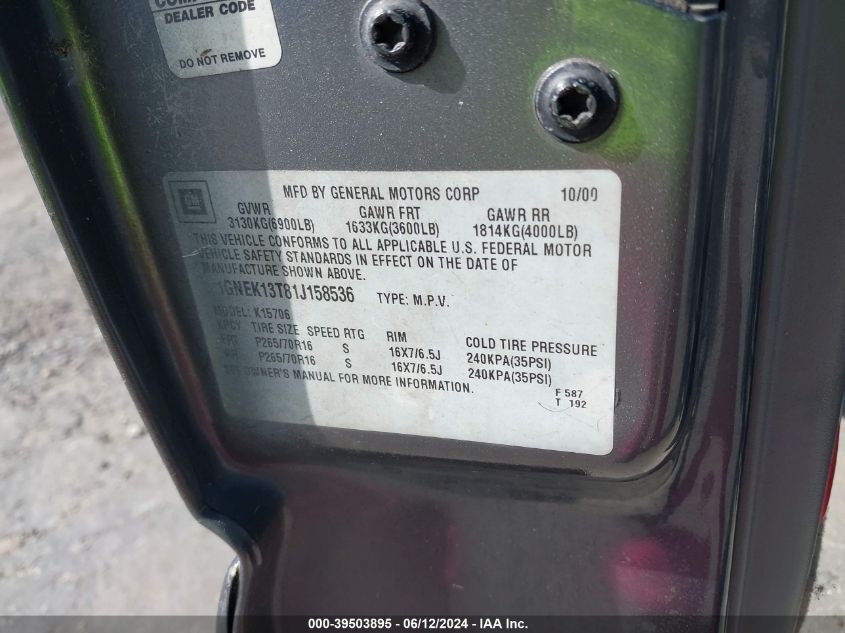 DEALER CODE
DO NOT REMOVE
GM
MFD BY GENERAL MOTORS CORP 10/00
GVWR GAWR FRT GAWR RR
3130KG(6900LB) 1633KG(3600LB) 1814KG(4000LB)
THIS VEHICLE CONFORMS TO ALL APPLICABLE U.S. FEDERAL MOTOR
VEHICLE SAFETY STANDARDS IN EFFECT ON THE DATE OF
MANUFACTURE SHOWN ABOVE.
1GNEK13T81J158536 TYPE: M.P.V.
MODEL: K15706
TIRE SIZE SPEED RTG RIM COLD TIRE PRESSURE
P265/70R16 S 16X7/6.5J 240KPA(35PSI)
P265/70R16 S 16X7/6.5J 240KPA(35PSI)
OWNER'S MANUAL FOR MORE INFORMATION.
F 587
T 192
000-39503895 - 06/12/2024 - IAA Inc.